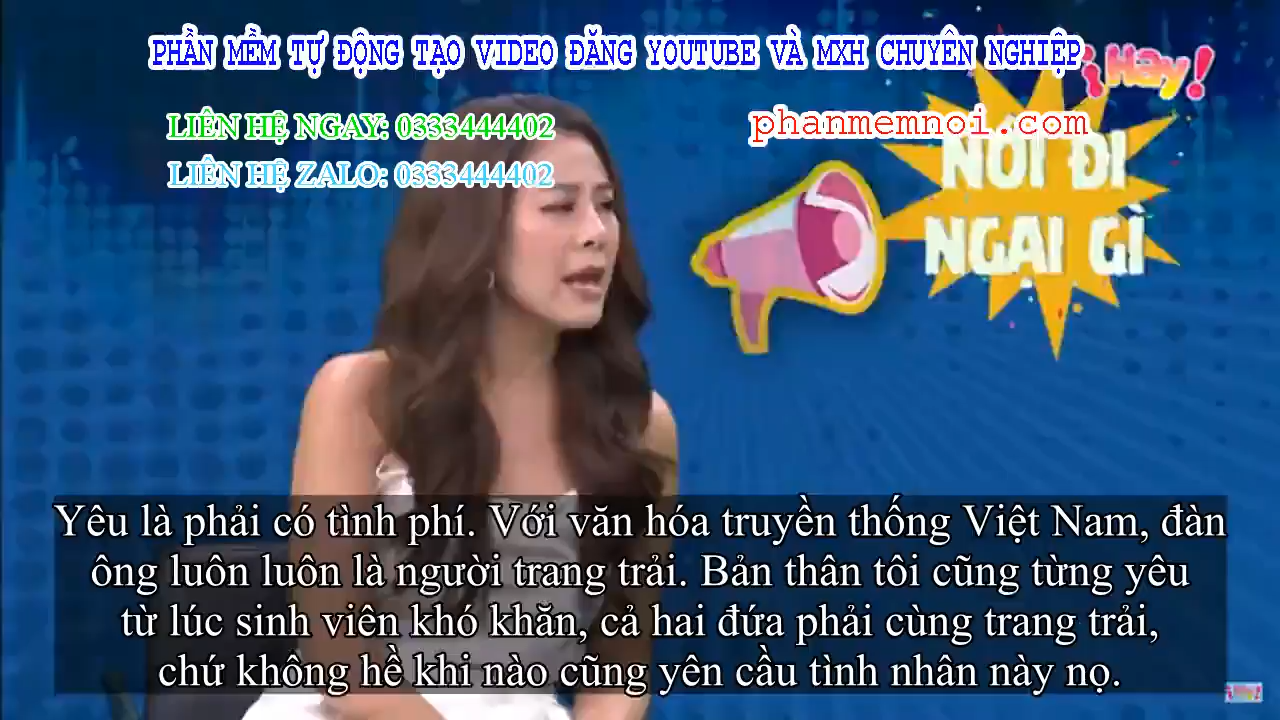 PHẦN MỀM TỰ ĐỘNG TẠO VIDEO ĐĂNG YOUTUBE VÀ MXH CHUYÊN NGHIỆP
Hay!
LIÊN HỆ NGAY: 0333444402
phanmemnoi.com
LIÊN HỆ ZALO: 0333444402
NÓI ĐI
NGẠI GÌ
Yêu là phải có tình phí. Với văn hóa truyền thống Việt Nam, đàn
ông luôn luôn là người trang trải. Bản thân tôi cũng từng yêu
từ lúc sinh viên khó khăn, cả hai đứa phải cùng trang trải,
chứ không hề khi nào cũng yên cầu tình nhân này nọ.
Hay!